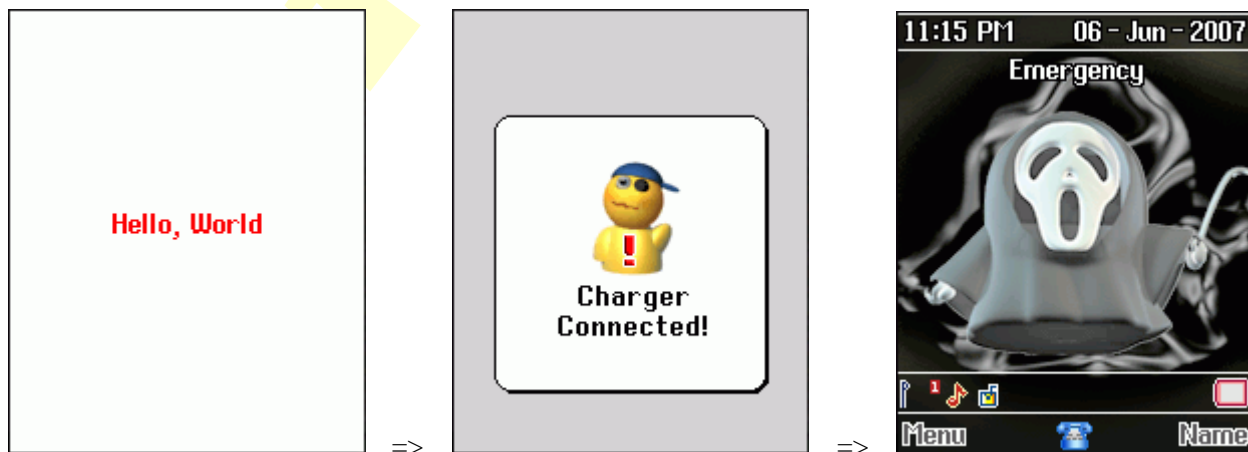 Hello, World
=>
Charger
Connected!
=>
11:15 PM 06 - Jun - 2007
Emergency
1
Menu Name